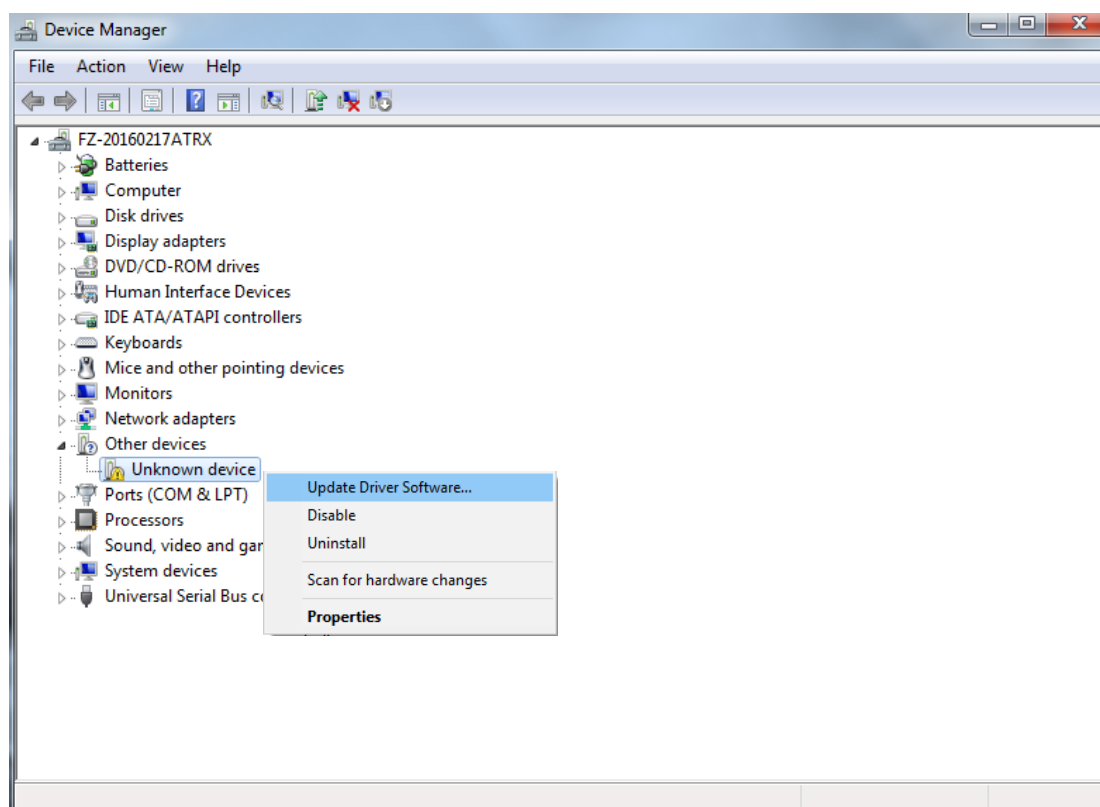 Device Manager
File Action View Help
FZ-20160217ATRX
Batteries
Computer
Disk drives
Display adapters
DVD/CD-ROM drives
Human Interface Devices
IDE ATA/ATAPI controllers
Keyboards
Mice and other pointing devices
Monitors
Network adapters
Other devices
Unknown device
Update Driver Software...
Ports (COM & LPT)
Disable
Processors
Uninstall
Sound, video and gar
System devices
Scan for hardware changes
Universal Serial Bus c
Properties